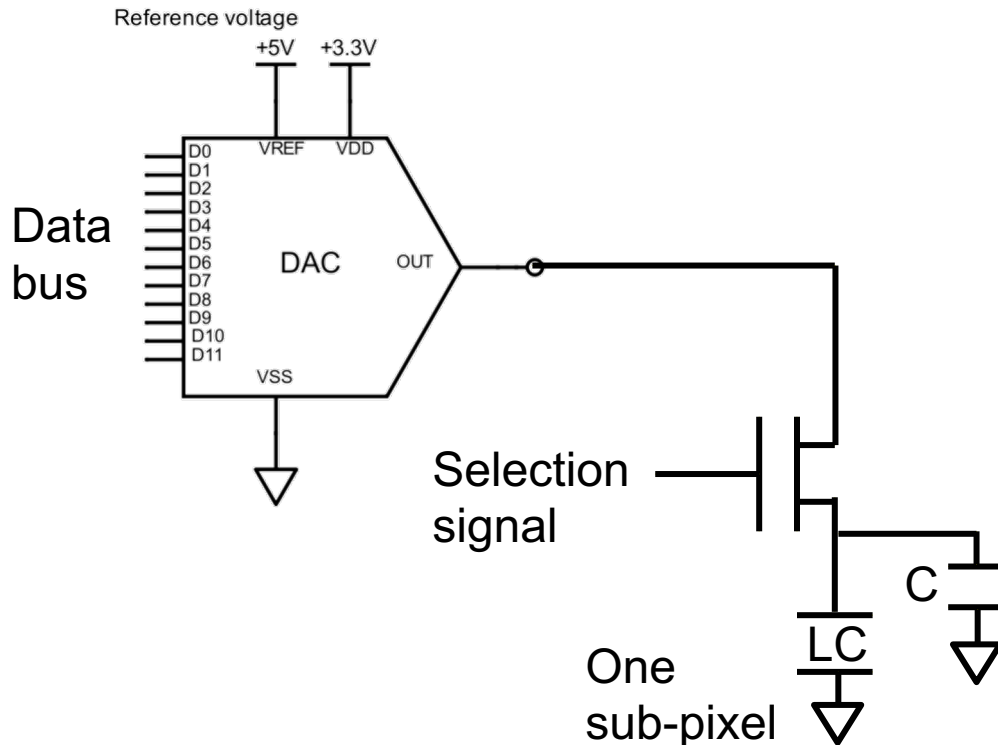 Reference voltage
+5V
+3.3V
VREF
VDD
D0
D1
D2
D3
D4
D5
D6
D7
D8
D9
D10
D11
Data
bus
DAC
OUT
VSS
Selection
signal
C
LC
One
sub-pixel